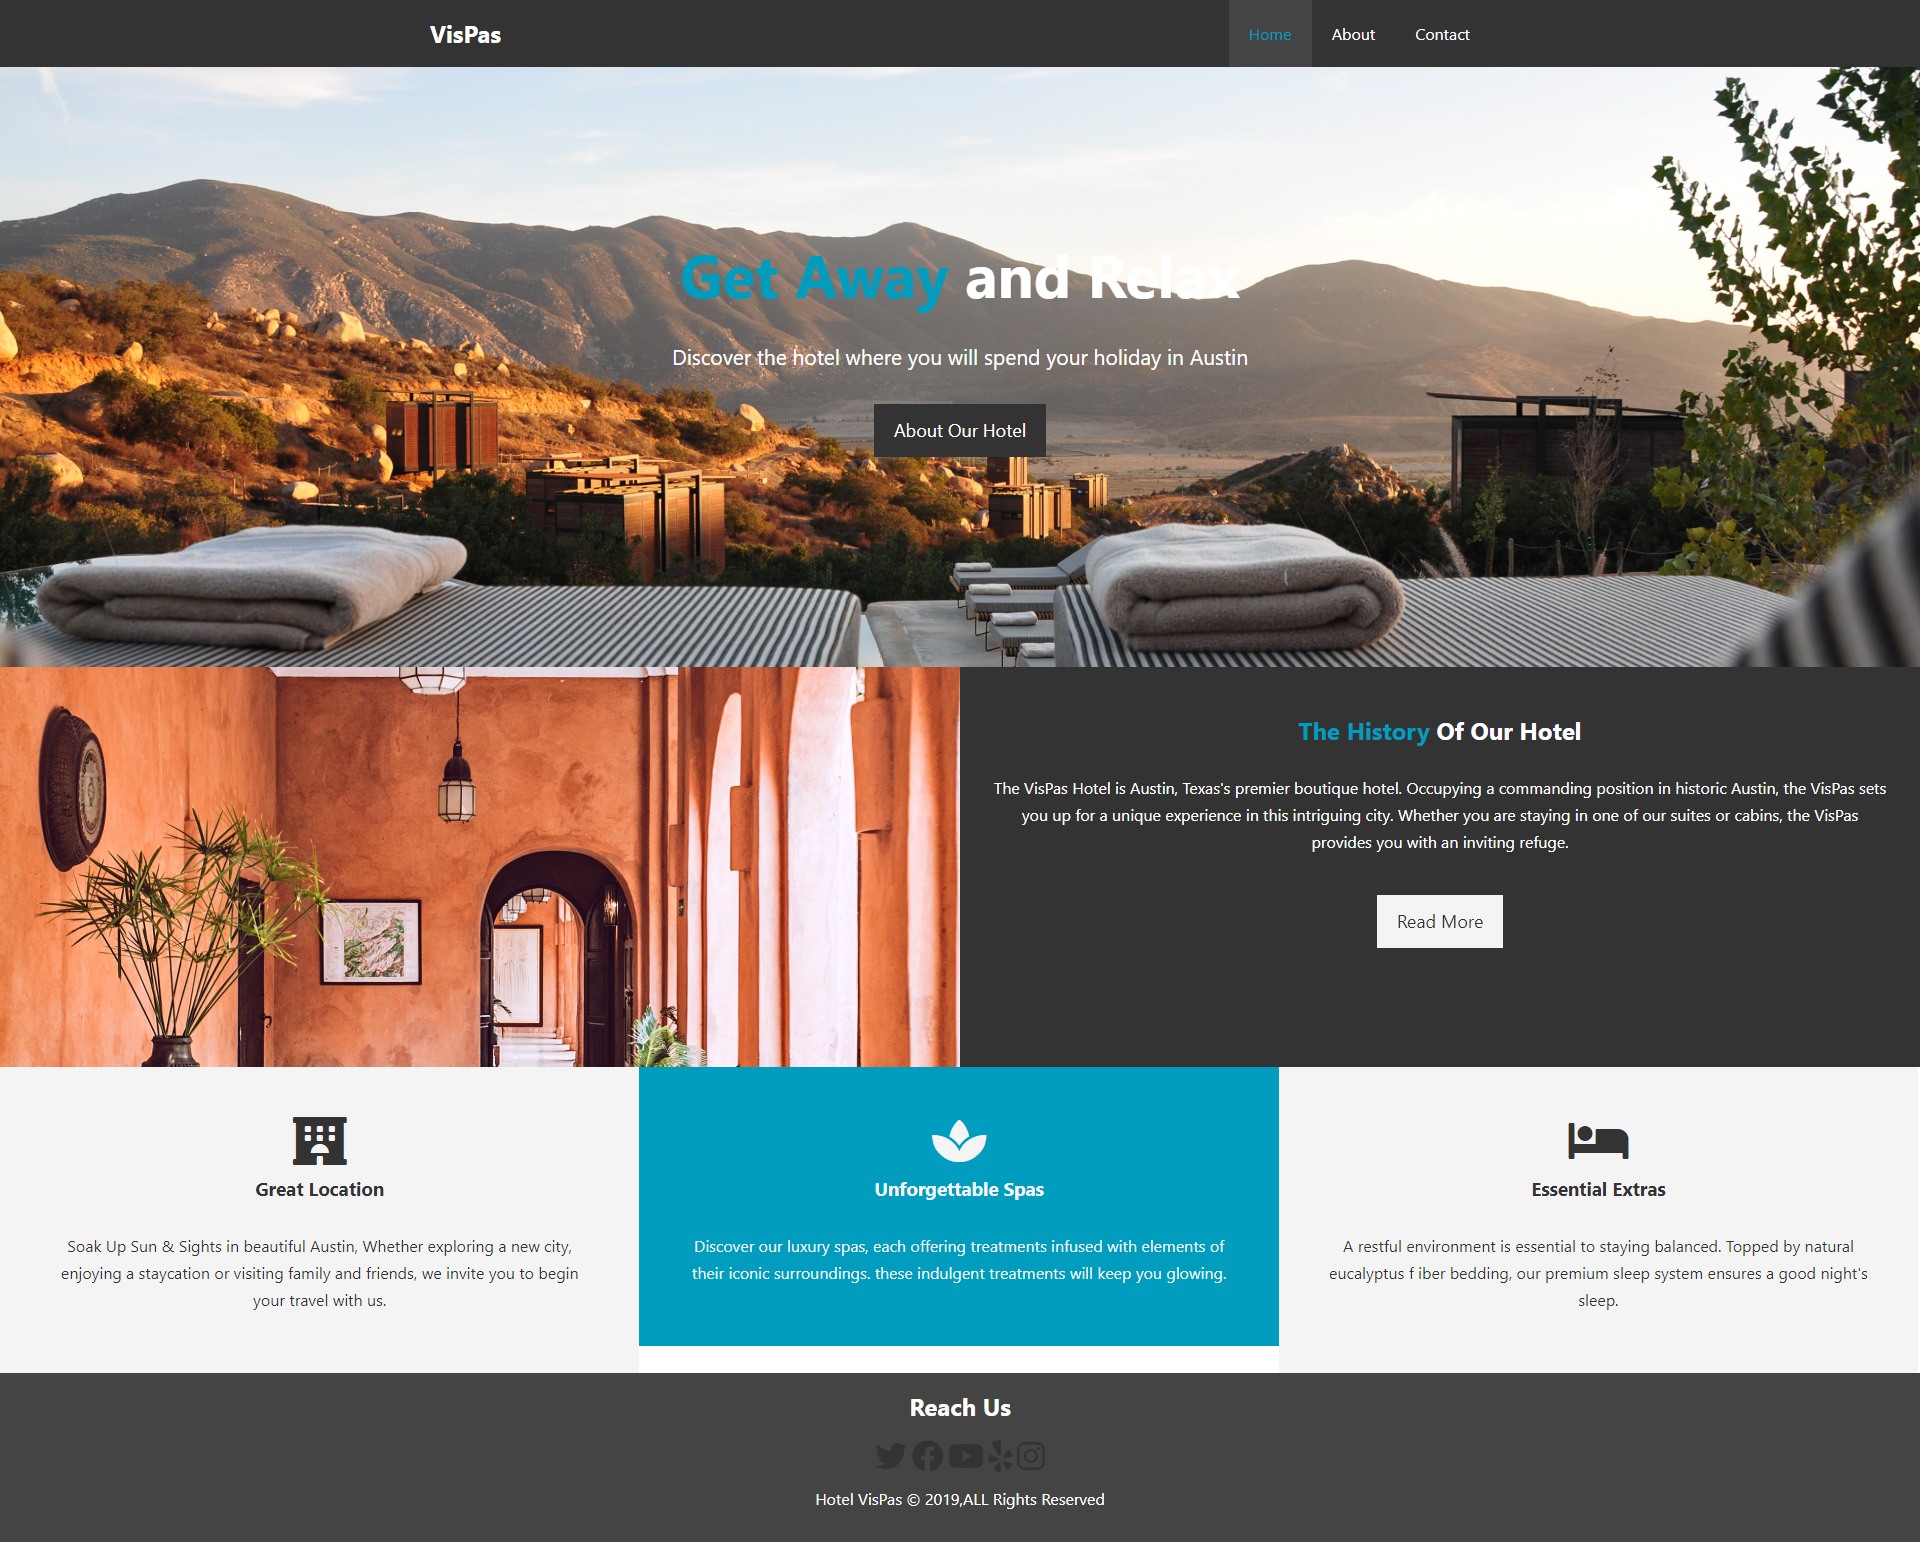 VisPas
Home About Contact
Get Away and Relax
Discover the hotel where you will spend your holiday in Austin
About Our Hotel
The History Of Our Hotel
The VisPas Hotel is Austin, Texas's premier boutique hotel. Occupying a commanding position in historic Austin, the VisPas sets
you up for a unique experience in this intriguing city. Whether you are staying in one of our suites or cabins, the VisPas
provides you with an inviting refuge.
Read More
Great Location
Soak Up Sun & Sights in beautiful Austin, Whether exploring a new city,
enjoying a staycation or visiting family and friends, we invite you to begin
your travel with us.
Unforgettable Spas
Discover our luxury spas, each offering treatments infused with elements of
their iconic surroundings. these indulgent treatments will keep you glowing.
Essential Extras
A restful environment is essential to staying balanced. Topped by natural
eucalyptus f iber bedding, our premium sleep system ensures a good night's
sleep.
Reach Us
Hotel VisPas © 2019,ALL Rights Reserved